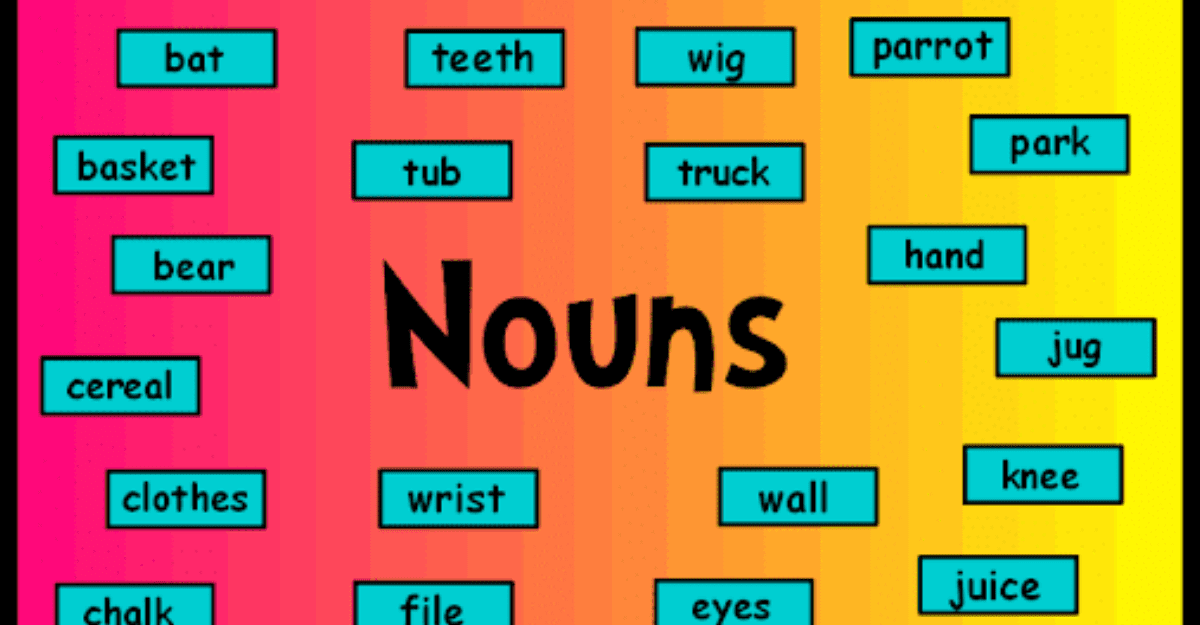 bat
teeth
wig
parrot
basket
tub
truck
park
bear
hand
Nouns
jug
cereal
clothes
wrist
wall
knee
chalk
file
eyes
juice